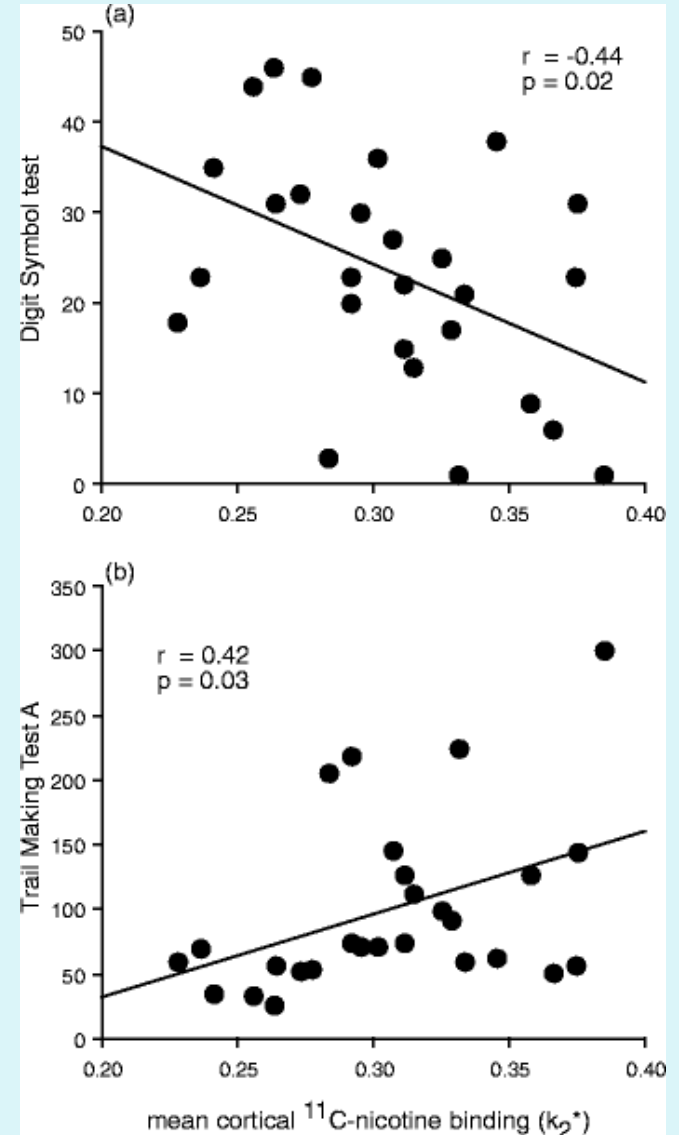 (a)
r = -0.44
p = 0.02
Digit Symbol test
50
40
30
20
10
0
0.20 0.25 0.30 0.35 0.40
(b)
r = 0.42
p = 0.03
Trail Making Test A
350
300
250
200
150
100
50
0
0.20 0.25 0.30 0.35 0.40
mean cortical ¹¹C-nicotine binding (k₂*)